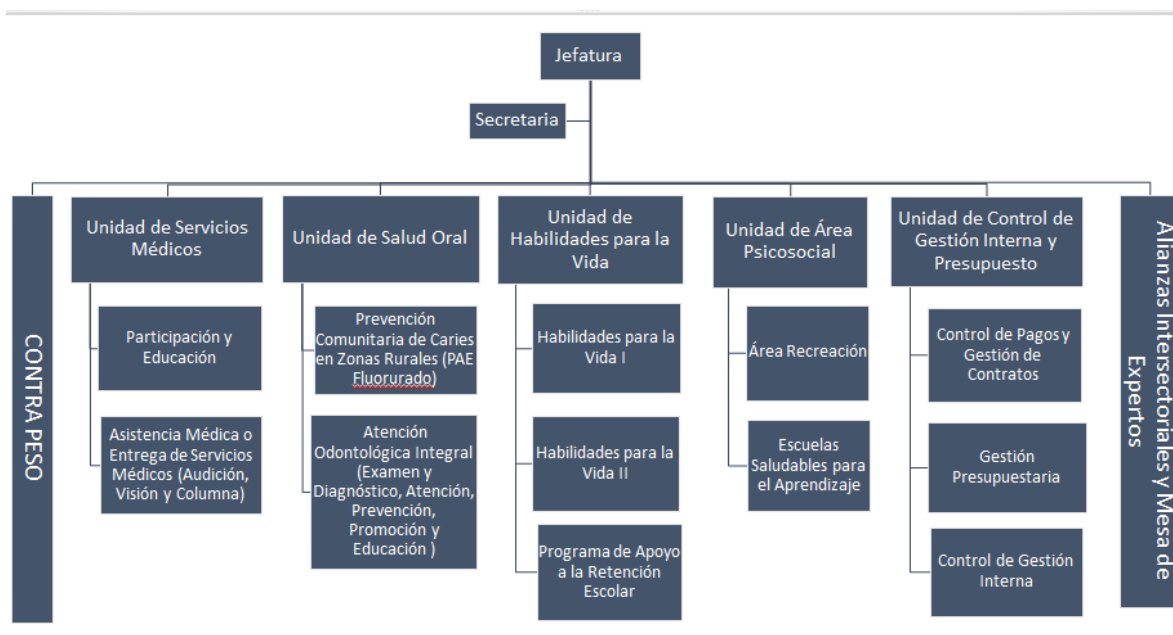 Jefatura
Secretaria
CONTRA PESO
Unidad de Servicios
Médicos
Participación y
Educación
Asistencia Médica o
Entrega de Servicios
Médicos (Audición,
Visión y Columna)
Unidad de Salud Oral
Prevención
Comunitaria de Caries
en Zonas Rurales (PAE
Fluorurado)
Atención
Odontológica Integral
(Examen y
Diagnóstico, Atención,
Prevención,
Promoción y
Educación )
Unidad de
Habilidades para la
Vida
Habilidades para la
Vida I
Habilidades para la
Vida II
Programa de Apoyo
a la Retención
Escolar
Unidad de Área
Psicosocial
Área Recreación
Escuelas
Saludables para
el Aprendizaje
Unidad de Control de
Gestión Interna y
Presupuesto
Control de Pagos y
Gestión de
Contratos
Gestión
Presupuestaria
Control de Gestión
Interna
Alianzas Intersectoriales y Mesa de
Expertos